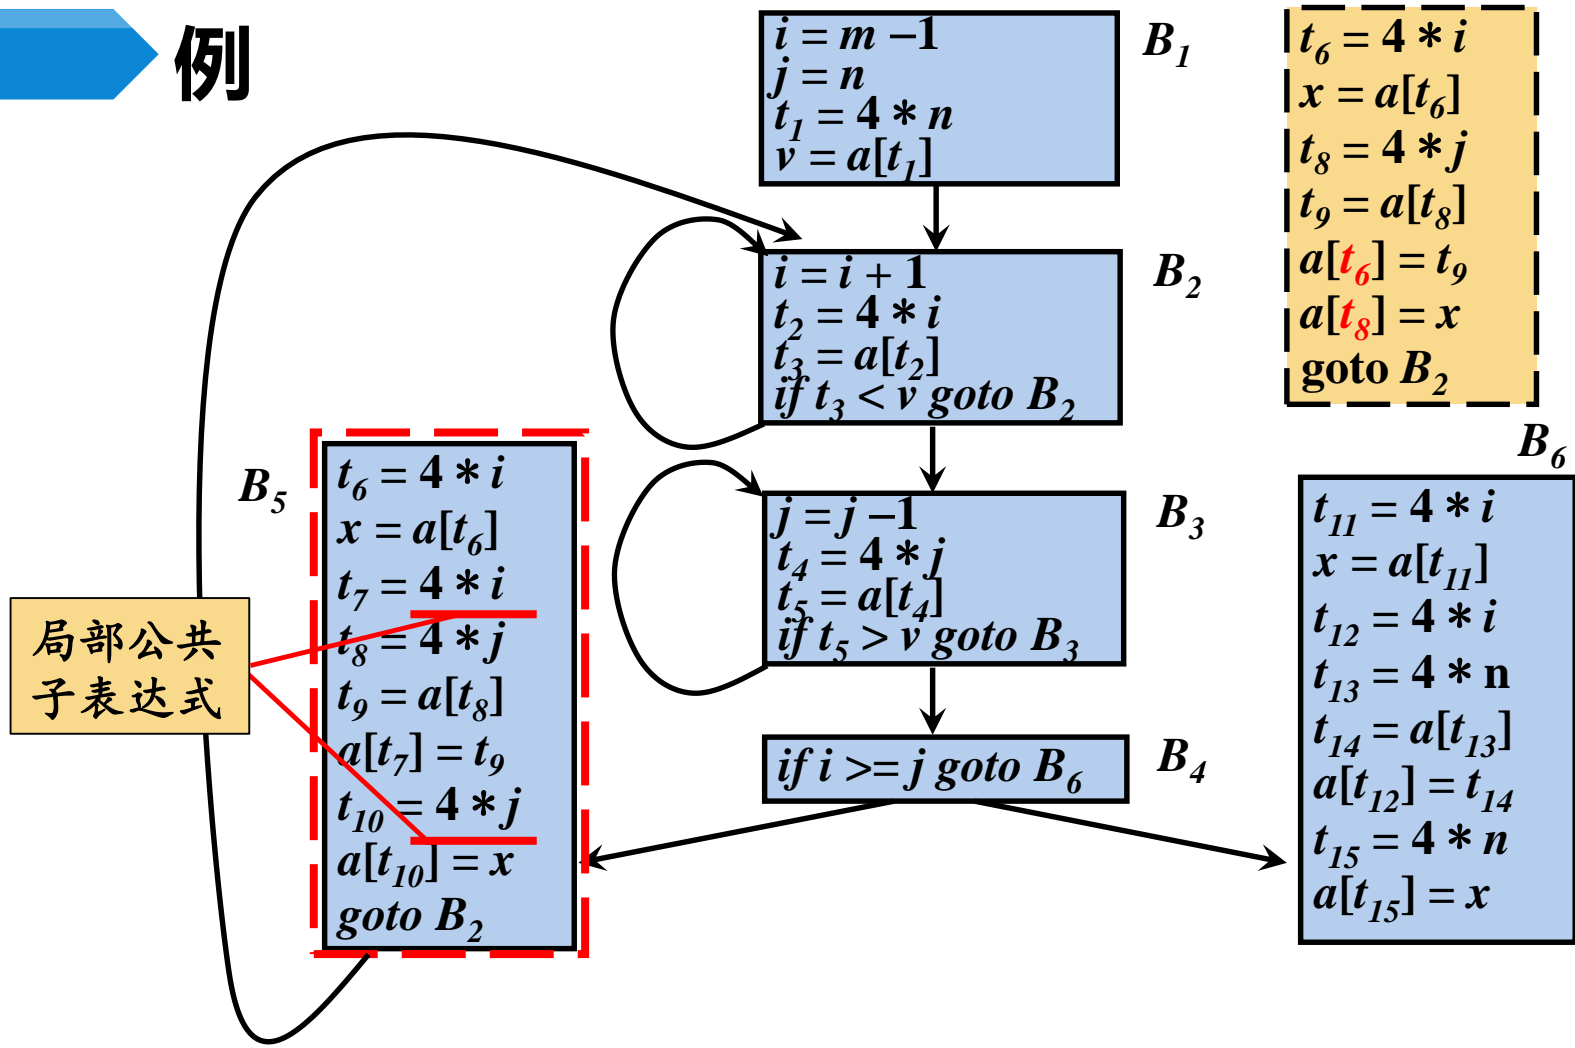 例
i = m −1
j = n
t1 = 4 * n
v = a[t1]
B1
i = i + 1
t2 = 4 * i
t3 = a[t2]
if t3 < v goto B2
B2
j = j −1
t4 = 4 * j
t5 = a[t4]
if t5 > v goto B3
B3
if i >= j goto B6
B4
局部公共
子表达式
B5
t6 = 4 * i
x = a[t6]
t7 = 4 * i
t8 = 4 * j
t9 = a[t8]
a[t7] = t9
t10 = 4 * j
a[t10] = x
goto B2
t6 = 4 * i
x = a[t6]
t8 = 4 * j
t9 = a[t8]
a[t6] = t9
a[t8] = x
goto B2
B6
t11 = 4 * i
x = a[t11]
t12 = 4 * i
t13 = 4 * n
t14 = a[t13]
a[t12] = t14
t15 = 4 * n
a[t15] = x